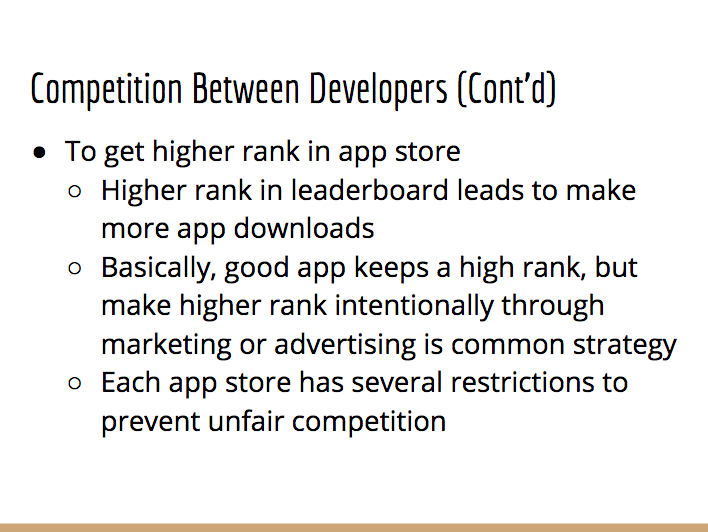 Competition Between Developers (Cont'd)
● To get higher rank in app store
○ Higher rank in leaderboard leads to make
more app downloads
○ Basically, good app keeps a high rank, but
make higher rank intentionally through
marketing or advertising is common strategy
○ Each app store has several restrictions to
prevent unfair competition